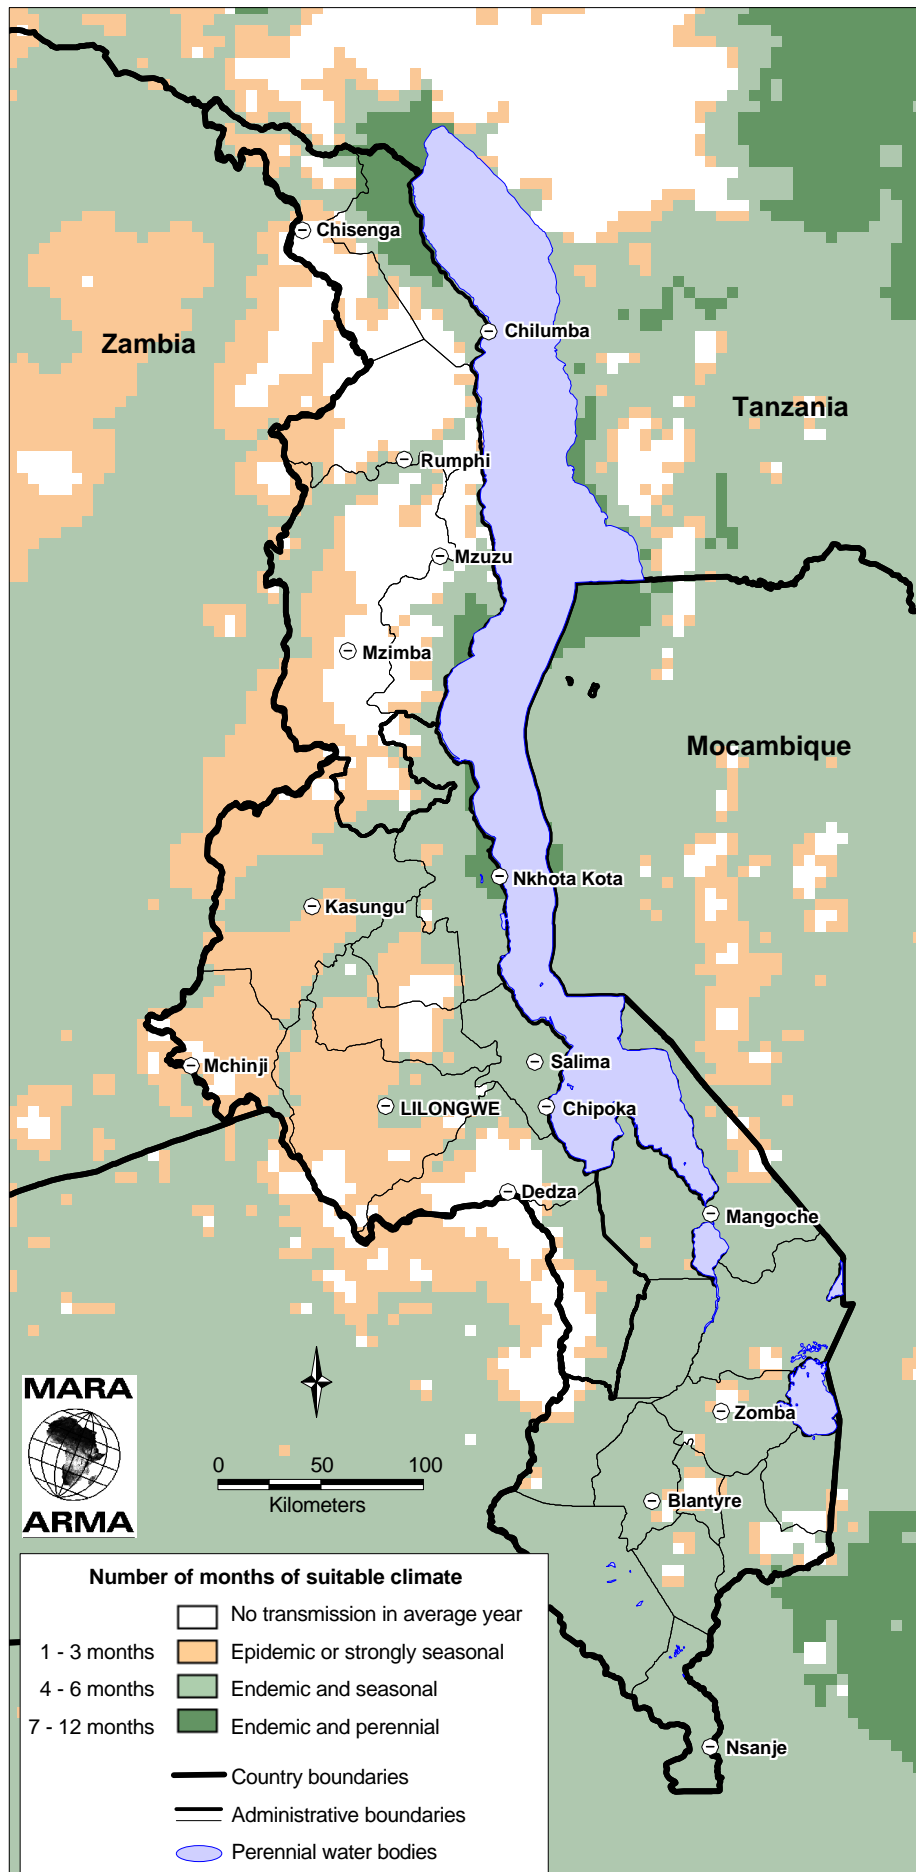 Chisenga
Zambia
Chilumba
Tanzania
Rumphi
Mzuzu
Mzimba
Mocambique
Nkhota Kota
Kasungu
Salima
Mchinji
LILONGWE
Chipoka
Dedza
Mangoche
MARA
ARMA
Zomba
0 50 100
Kilometers
Blantyre
Number of months of suitable climate
No transmission in average year
1 - 3 months Epidemic or strongly seasonal
4 - 6 months Endemic and seasonal
7 - 12 months Endemic and perennial
Nsanje
Country boundaries
Administrative boundaries
Perennial water bodies